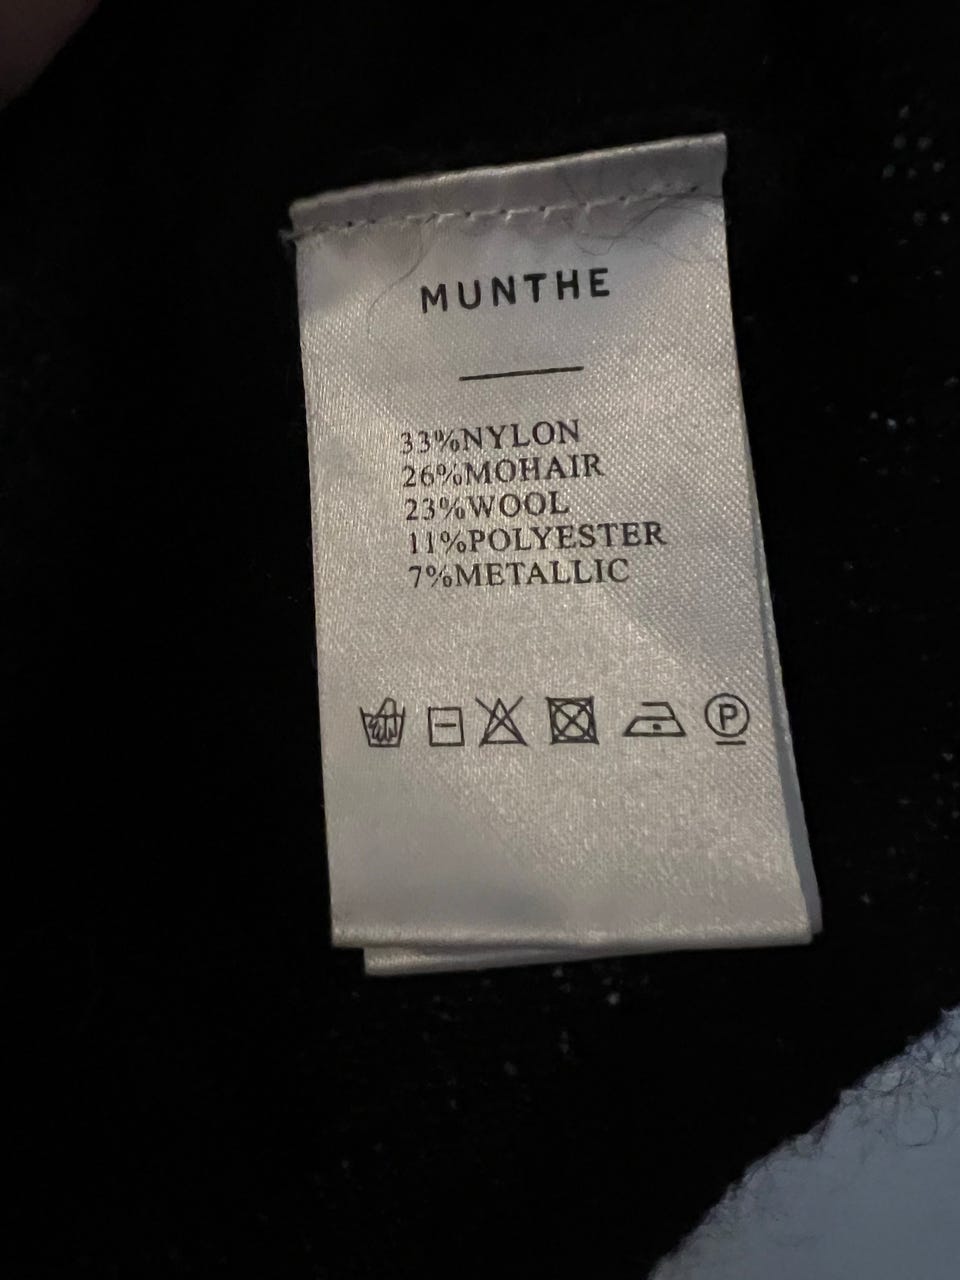 MUNTHE
33%NYLON
26%MOHAIR
23%WOOL
11%POLYESTER
7%METALLIC
P